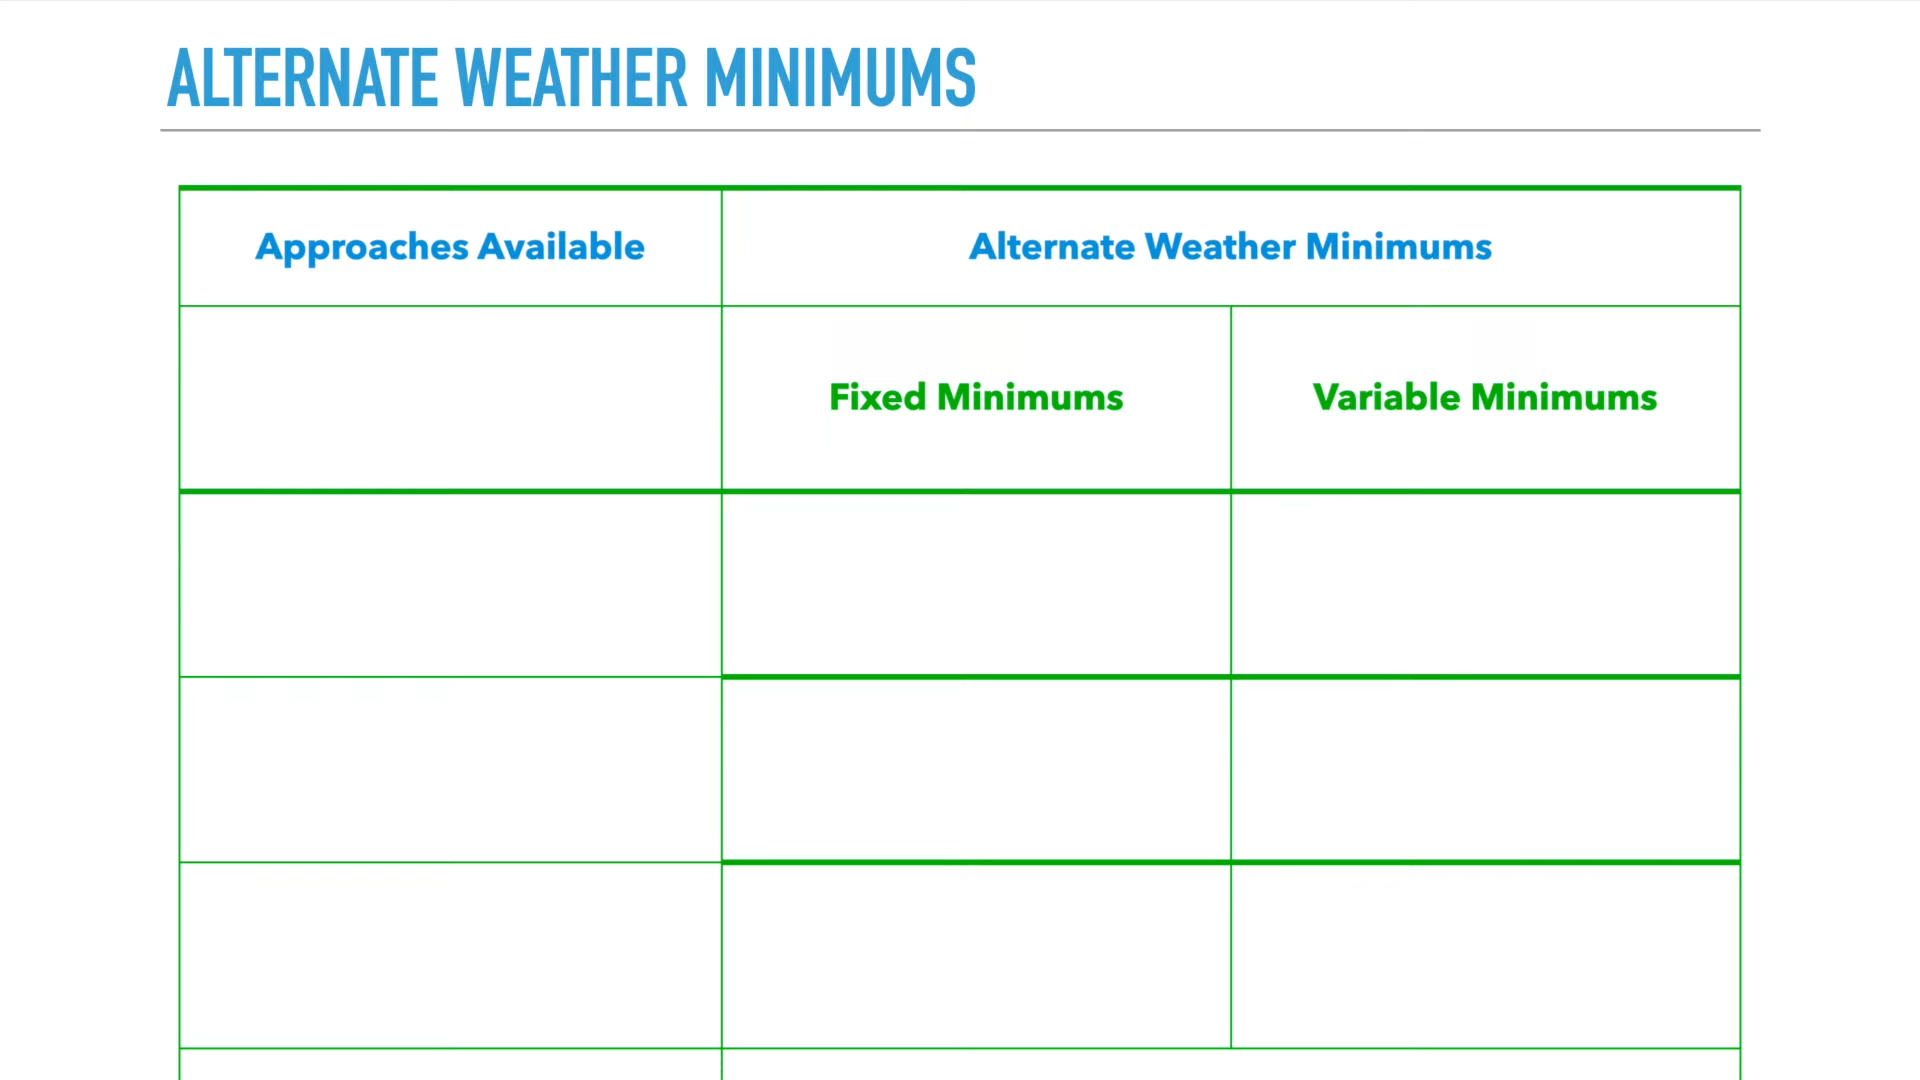 ALTERNATE WEATHER MINIMUMS
Approaches Available
Alternate Weather Minimums
Fixed Minimums
Variable Minimums